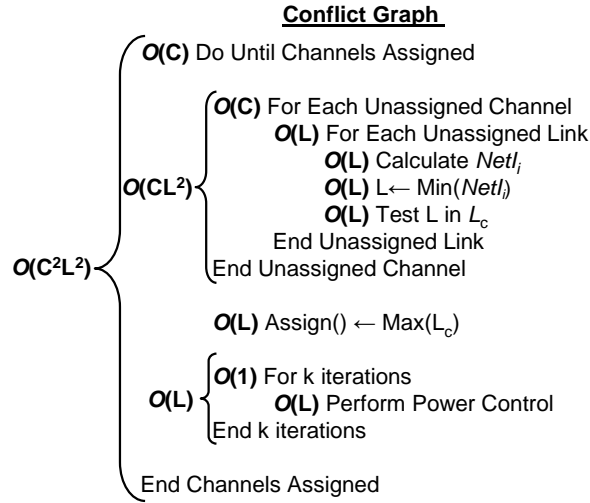 Conflict Graph
O(C) Do Until Channels Assigned
O(C) For Each Unassigned Channel
O(L) For Each Unassigned Link
O(L) Calculate NetIᵢ
O(L) L← Min(NetIᵢ)
O(CL²)
O(L) Test L in L_c
End Unassigned Link
End Unassigned Channel
O(C²L²)
O(L) Assign() ← Max(L_c)
O(1) For k iterations
O(L)
O(L) Perform Power Control
End k iterations
End Channels Assigned